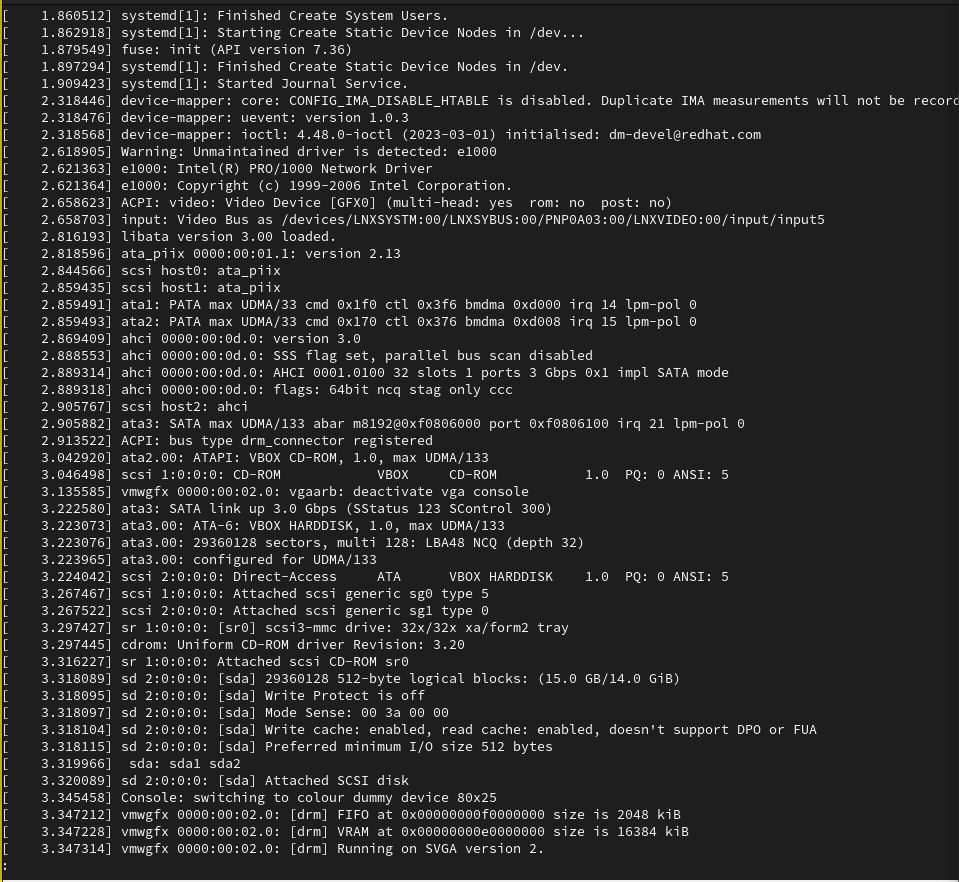 [    1.860512] systemd[1]: Finished Create System Users.
[    1.862918] systemd[1]: Starting Create Static Device Nodes in /dev...
[    1.879549] fuse: init (API version 7.36)
[    1.897294] systemd[1]: Finished Create Static Device Nodes in /dev.
[    1.909423] systemd[1]: Started Journal Service.
[    2.318446] device-mapper: core: CONFIG_IMA_DISABLE_HTABLE is disabled. Duplicate IMA measurements will not be record
[    2.318476] device-mapper: uevent: version 1.0.3
[    2.318568] device-mapper: ioctl: 4.48.0-ioctl (2023-03-01) initialised: dm-devel@redhat.com
[    2.618905] Warning: Unmaintained driver is detected: e1000
[    2.621363] e1000: Intel(R) PRO/1000 Network Driver
[    2.621364] e1000: Copyright (c) 1999-2006 Intel Corporation.
[    2.658623] ACPI: video: Video Device [GFX0] (multi-head: yes  rom: no  post: no)
[    2.658703] input: Video Bus as /devices/LNXSYSTM:00/LNXSYBUS:00/PNP0A03:00/LNXVIDEO:00/input/input5
[    2.816193] libata version 3.00 loaded.
[    2.818596] ata_piix 0000:00:01.1: version 2.13
[    2.844566] scsi host0: ata_piix
[    2.859435] scsi host1: ata_piix
[    2.859491] ata1: PATA max UDMA/33 cmd 0x1f0 ctl 0x3f6 bmdma 0xd000 irq 14 lpm-pol 0
[    2.859493] ata2: PATA max UDMA/33 cmd 0x170 ctl 0x376 bmdma 0xd008 irq 15 lpm-pol 0
[    2.869409] ahci 0000:00:0d.0: version 3.0
[    2.888553] ahci 0000:00:0d.0: SSS flag set, parallel bus scan disabled
[    2.889314] ahci 0000:00:0d.0: AHCI 0001.0100 32 slots 1 ports 3 Gbps 0x1 impl SATA mode
[    2.889318] ahci 0000:00:0d.0: flags: 64bit ncq stag only ccc
[    2.905767] scsi host2: ahci
[    2.905882] ata3: SATA max UDMA/133 abar m8192@0xf0806000 port 0xf0806100 irq 21 lpm-pol 0
[    2.913522] ACPI: bus type drm_connector registered
[    3.042920] ata2.00: ATAPI: VBOX CD-ROM, 1.0, max UDMA/133
[    3.046498] scsi 1:0:0:0: CD-ROM            VBOX     CD-ROM           1.0  PQ: 0 ANSI: 5
[    3.135585] vmwgfx 0000:00:02.0: vgaarb: deactivate vga console
[    3.222580] ata3: SATA link up 3.0 Gbps (SStatus 123 SControl 300)
[    3.223073] ata3.00: ATA-6: VBOX HARDDISK, 1.0, max UDMA/133
[    3.223076] ata3.00: 29360128 sectors, multi 128: LBA48 NCQ (depth 32)
[    3.223965] ata3.00: configured for UDMA/133
[    3.224042] scsi 2:0:0:0: Direct-Access     ATA      VBOX HARDDISK    1.0  PQ: 0 ANSI: 5
[    3.267467] scsi 1:0:0:0: Attached scsi generic sg0 type 5
[    3.267522] scsi 2:0:0:0: Attached scsi generic sg1 type 0
[    3.297427] sr 1:0:0:0: [sr0] scsi3-mmc drive: 32x/32x xa/form2 tray
[    3.297445] cdrom: Uniform CD-ROM driver Revision: 3.20
[    3.316227] sr 1:0:0:0: Attached scsi CD-ROM sr0
[    3.318089] sd 2:0:0:0: [sda] 29360128 512-byte logical blocks: (15.0 GB/14.0 GiB)
[    3.318095] sd 2:0:0:0: [sda] Write Protect is off
[    3.318097] sd 2:0:0:0: [sda] Mode Sense: 00 3a 00 00
[    3.318104] sd 2:0:0:0: [sda] Write cache: enabled, read cache: enabled, doesn't support DPO or FUA
[    3.318115] sd 2:0:0:0: [sda] Preferred minimum I/O size 512 bytes
[    3.319966]  sda: sda1 sda2
[    3.320089] sd 2:0:0:0: [sda] Attached SCSI disk
[    3.345458] Console: switching to colour dummy device 80x25
[    3.347212] vmwgfx 0000:00:02.0: [drm] FIFO at 0x00000000f0000000 size is 2048 kiB
[    3.347228] vmwgfx 0000:00:02.0: [drm] VRAM at 0x00000000e0000000 size is 16384 kiB
[    3.347314] vmwgfx 0000:00:02.0: [drm] Running on SVGA version 2.
: